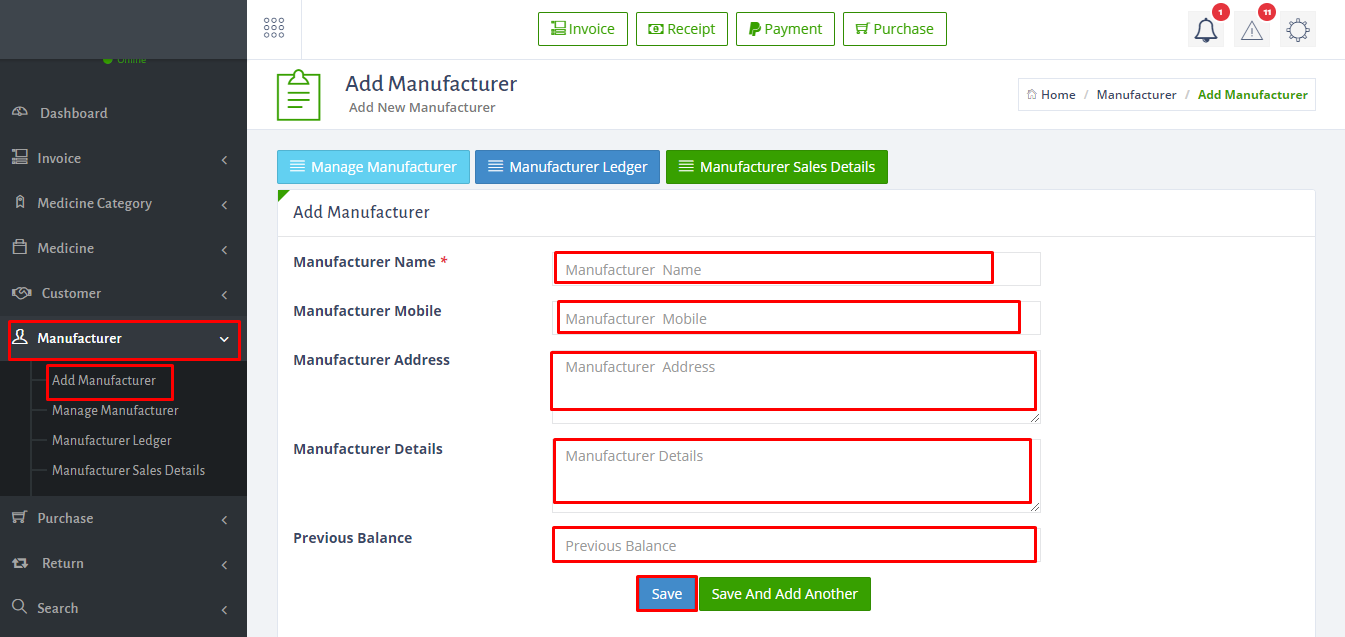 Invoice
Receipt
Payment
Purchase
1
11
Online
Add Manufacturer
Add New Manufacturer
Home / Manufacturer / Add Manufacturer
Dashboard
Invoice
Medicine Category
Medicine
Customer
Manufacturer
Add Manufacturer
Manage Manufacturer
Manufacturer Ledger
Manufacturer Sales Details
Purchase
Return
Search
Manage Manufacturer
Manufacturer Ledger
Manufacturer Sales Details
Add Manufacturer
Manufacturer Name *
Manufacturer Name
Manufacturer Mobile
Manufacturer Mobile
Manufacturer Address
Manufacturer Address
Manufacturer Details
Manufacturer Details
Previous Balance
Previous Balance
Save
Save And Add Another